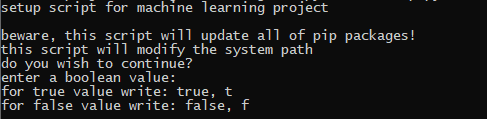 setup script for machine learning project
beware, this script will update all of pip packages!
this script will modify the system path
do you wish to continue?
enter a boolean value:
for true value write: true, t
for false value write: false, f